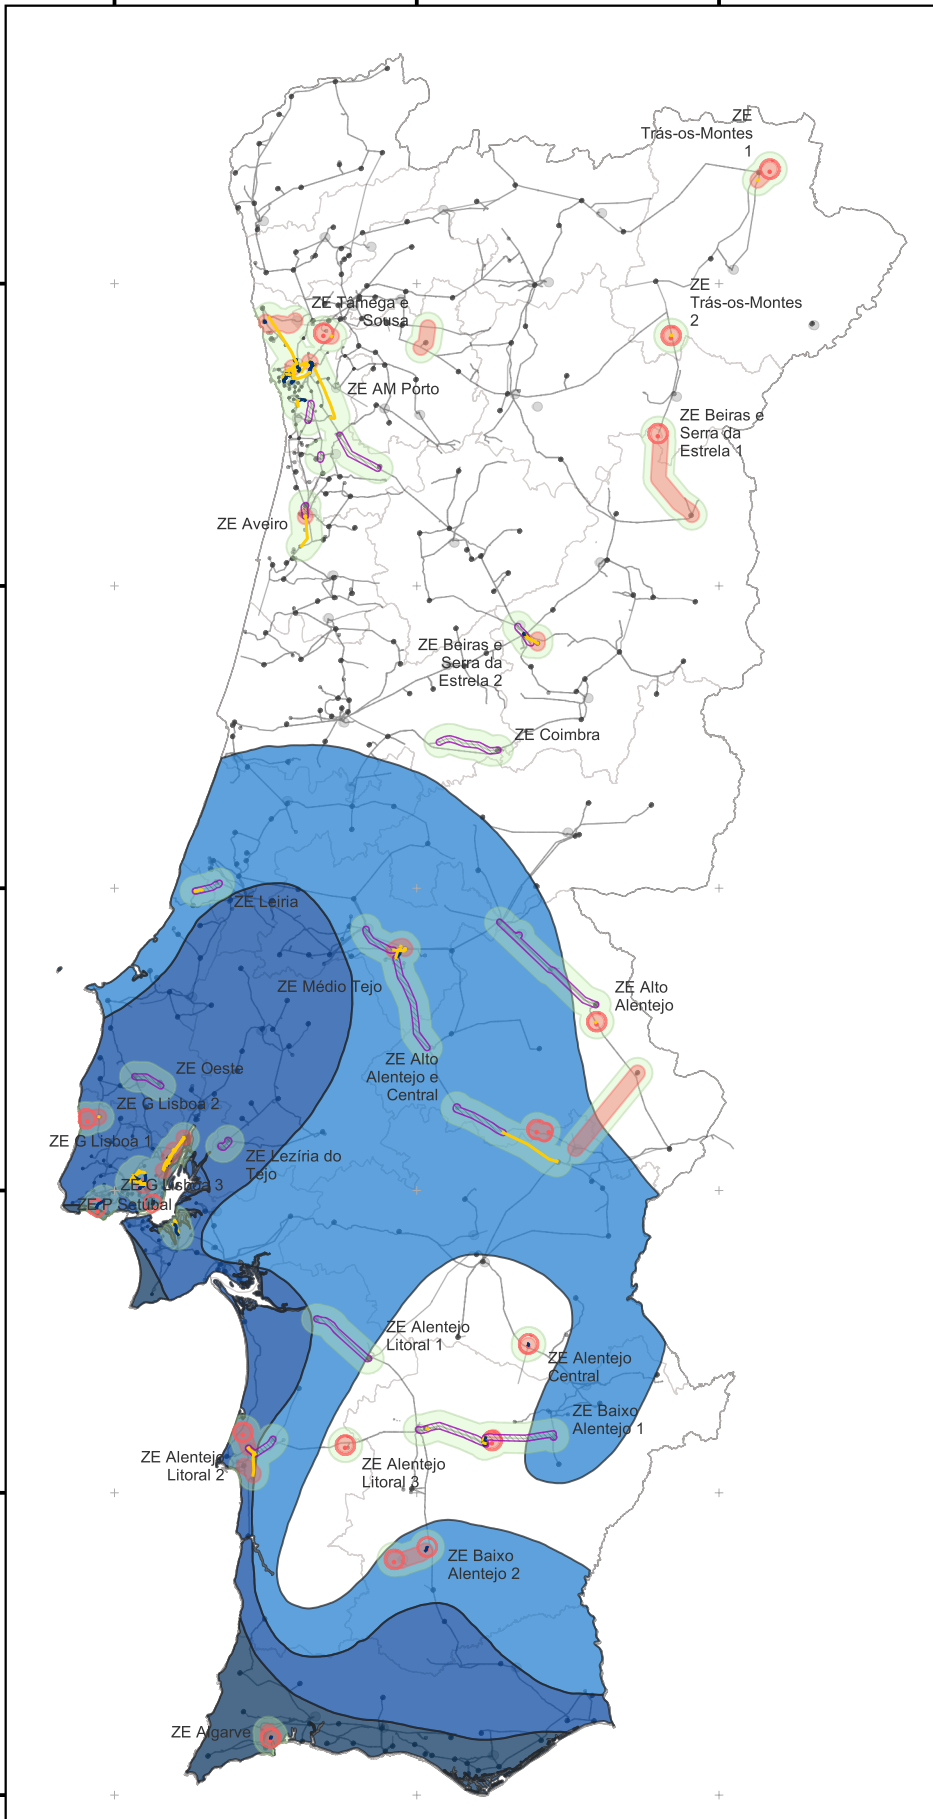 ZE
Trás-os-Montes
1
ZE
Trás-os-Montes
2
ZE Tâmega e
Sousa
ZE AM Porto
ZE Beiras e
Serra da
Estrela 1
ZE Aveiro
ZE Beiras e
Serra da
Estrela 2
ZE Coimbra
ZE Leiria
ZE Médio Tejo
ZE Alto
Alentejo
ZE Alto
Alentejo e
Central
ZE Oeste
ZE G Lisboa 2
ZE G Lisboa 1
ZE Lezíria do
Tejo
ZE G Lisboa 3
ZE P Setúbal
ZE Alentejo
Litoral 1
ZE Alentejo
Central
ZE Baixo
Alentejo 1
ZE Alentejo
Litoral 2
ZE Alentejo
Litoral 3
ZE Baixo
Alentejo 2
ZE Algarve